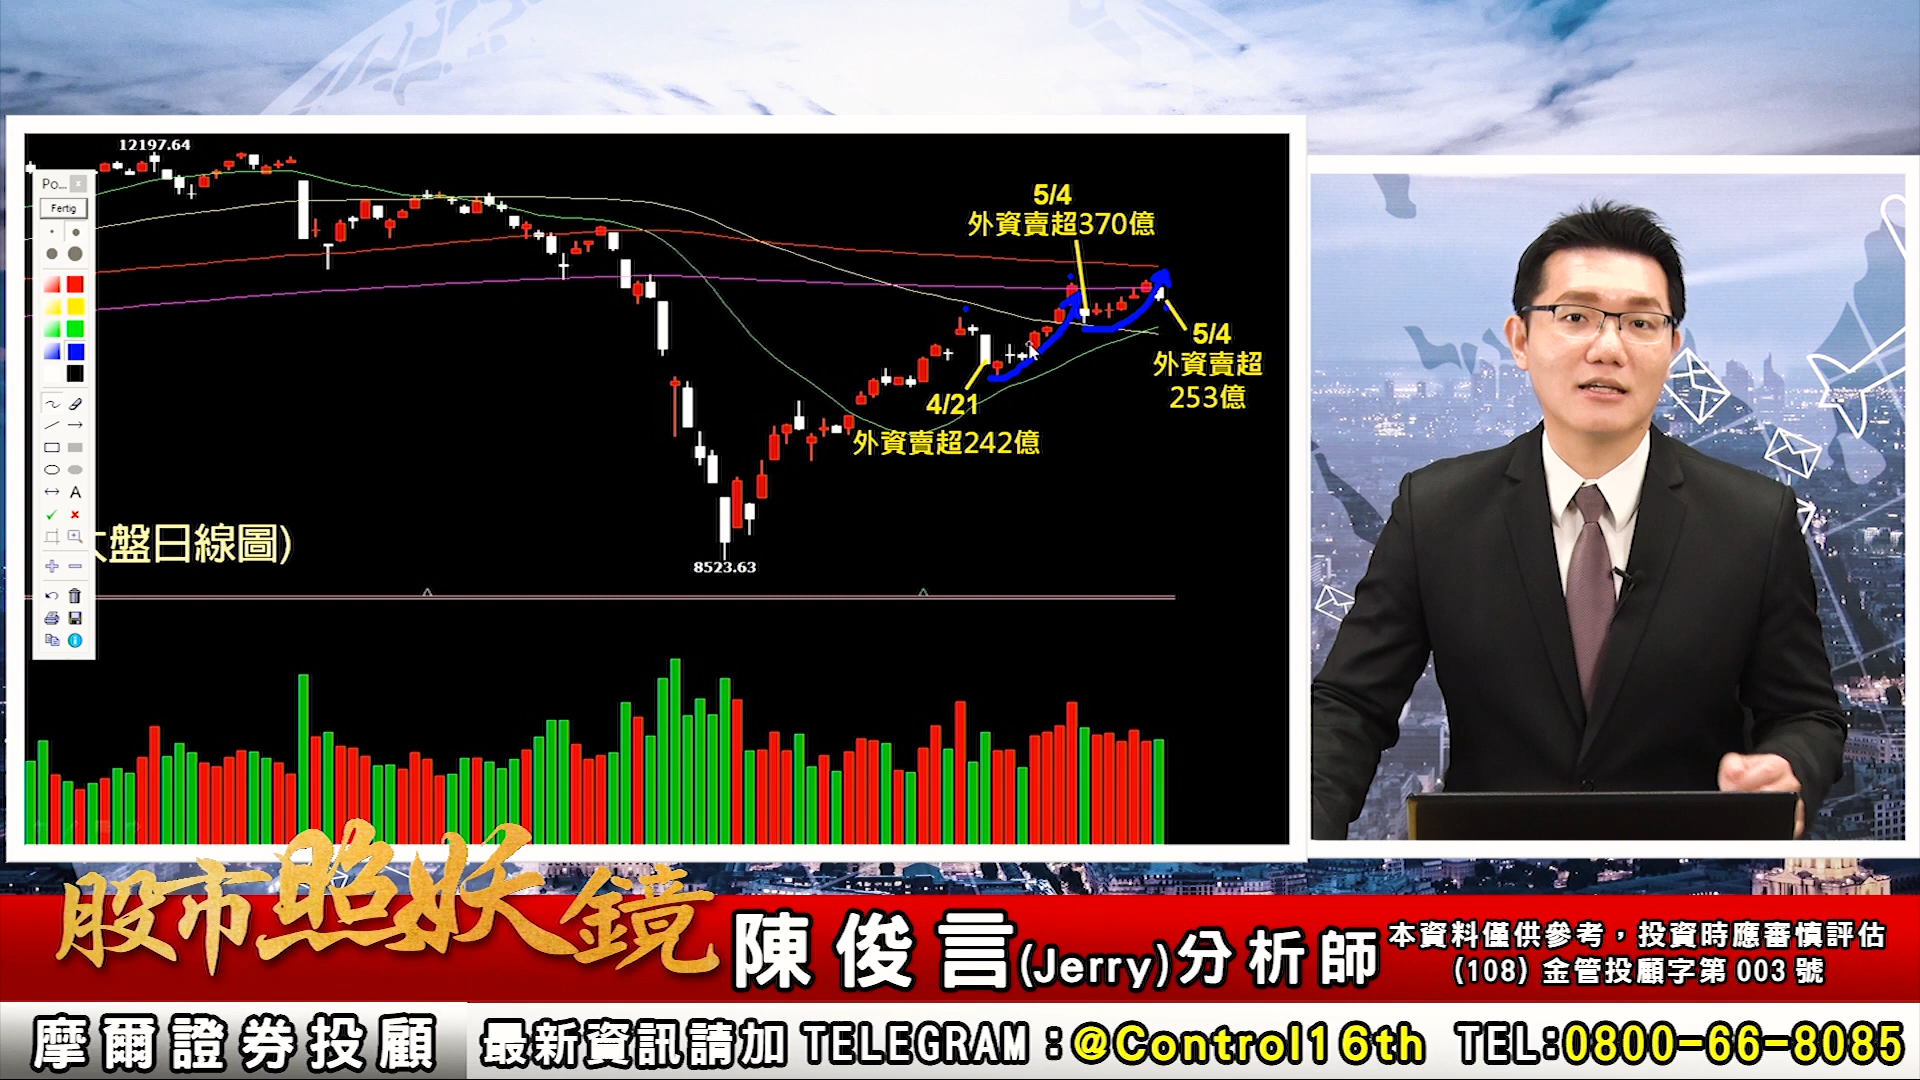 12197.64
Po...
Fertig
A
5/4
外資賣超370億
5/4
外資賣超
253億
4/21
外資賣超242億
盤日線圖)
8523.63
股市照妖鏡
陳俊言(Jerry)分析師
本資料僅供參考，投資時應審慎評估
(108) 金管投顧字第 003 號
摩爾證券投顧
最新資訊請加 TELEGRAM：@Control16th TEL:0800-66-8085